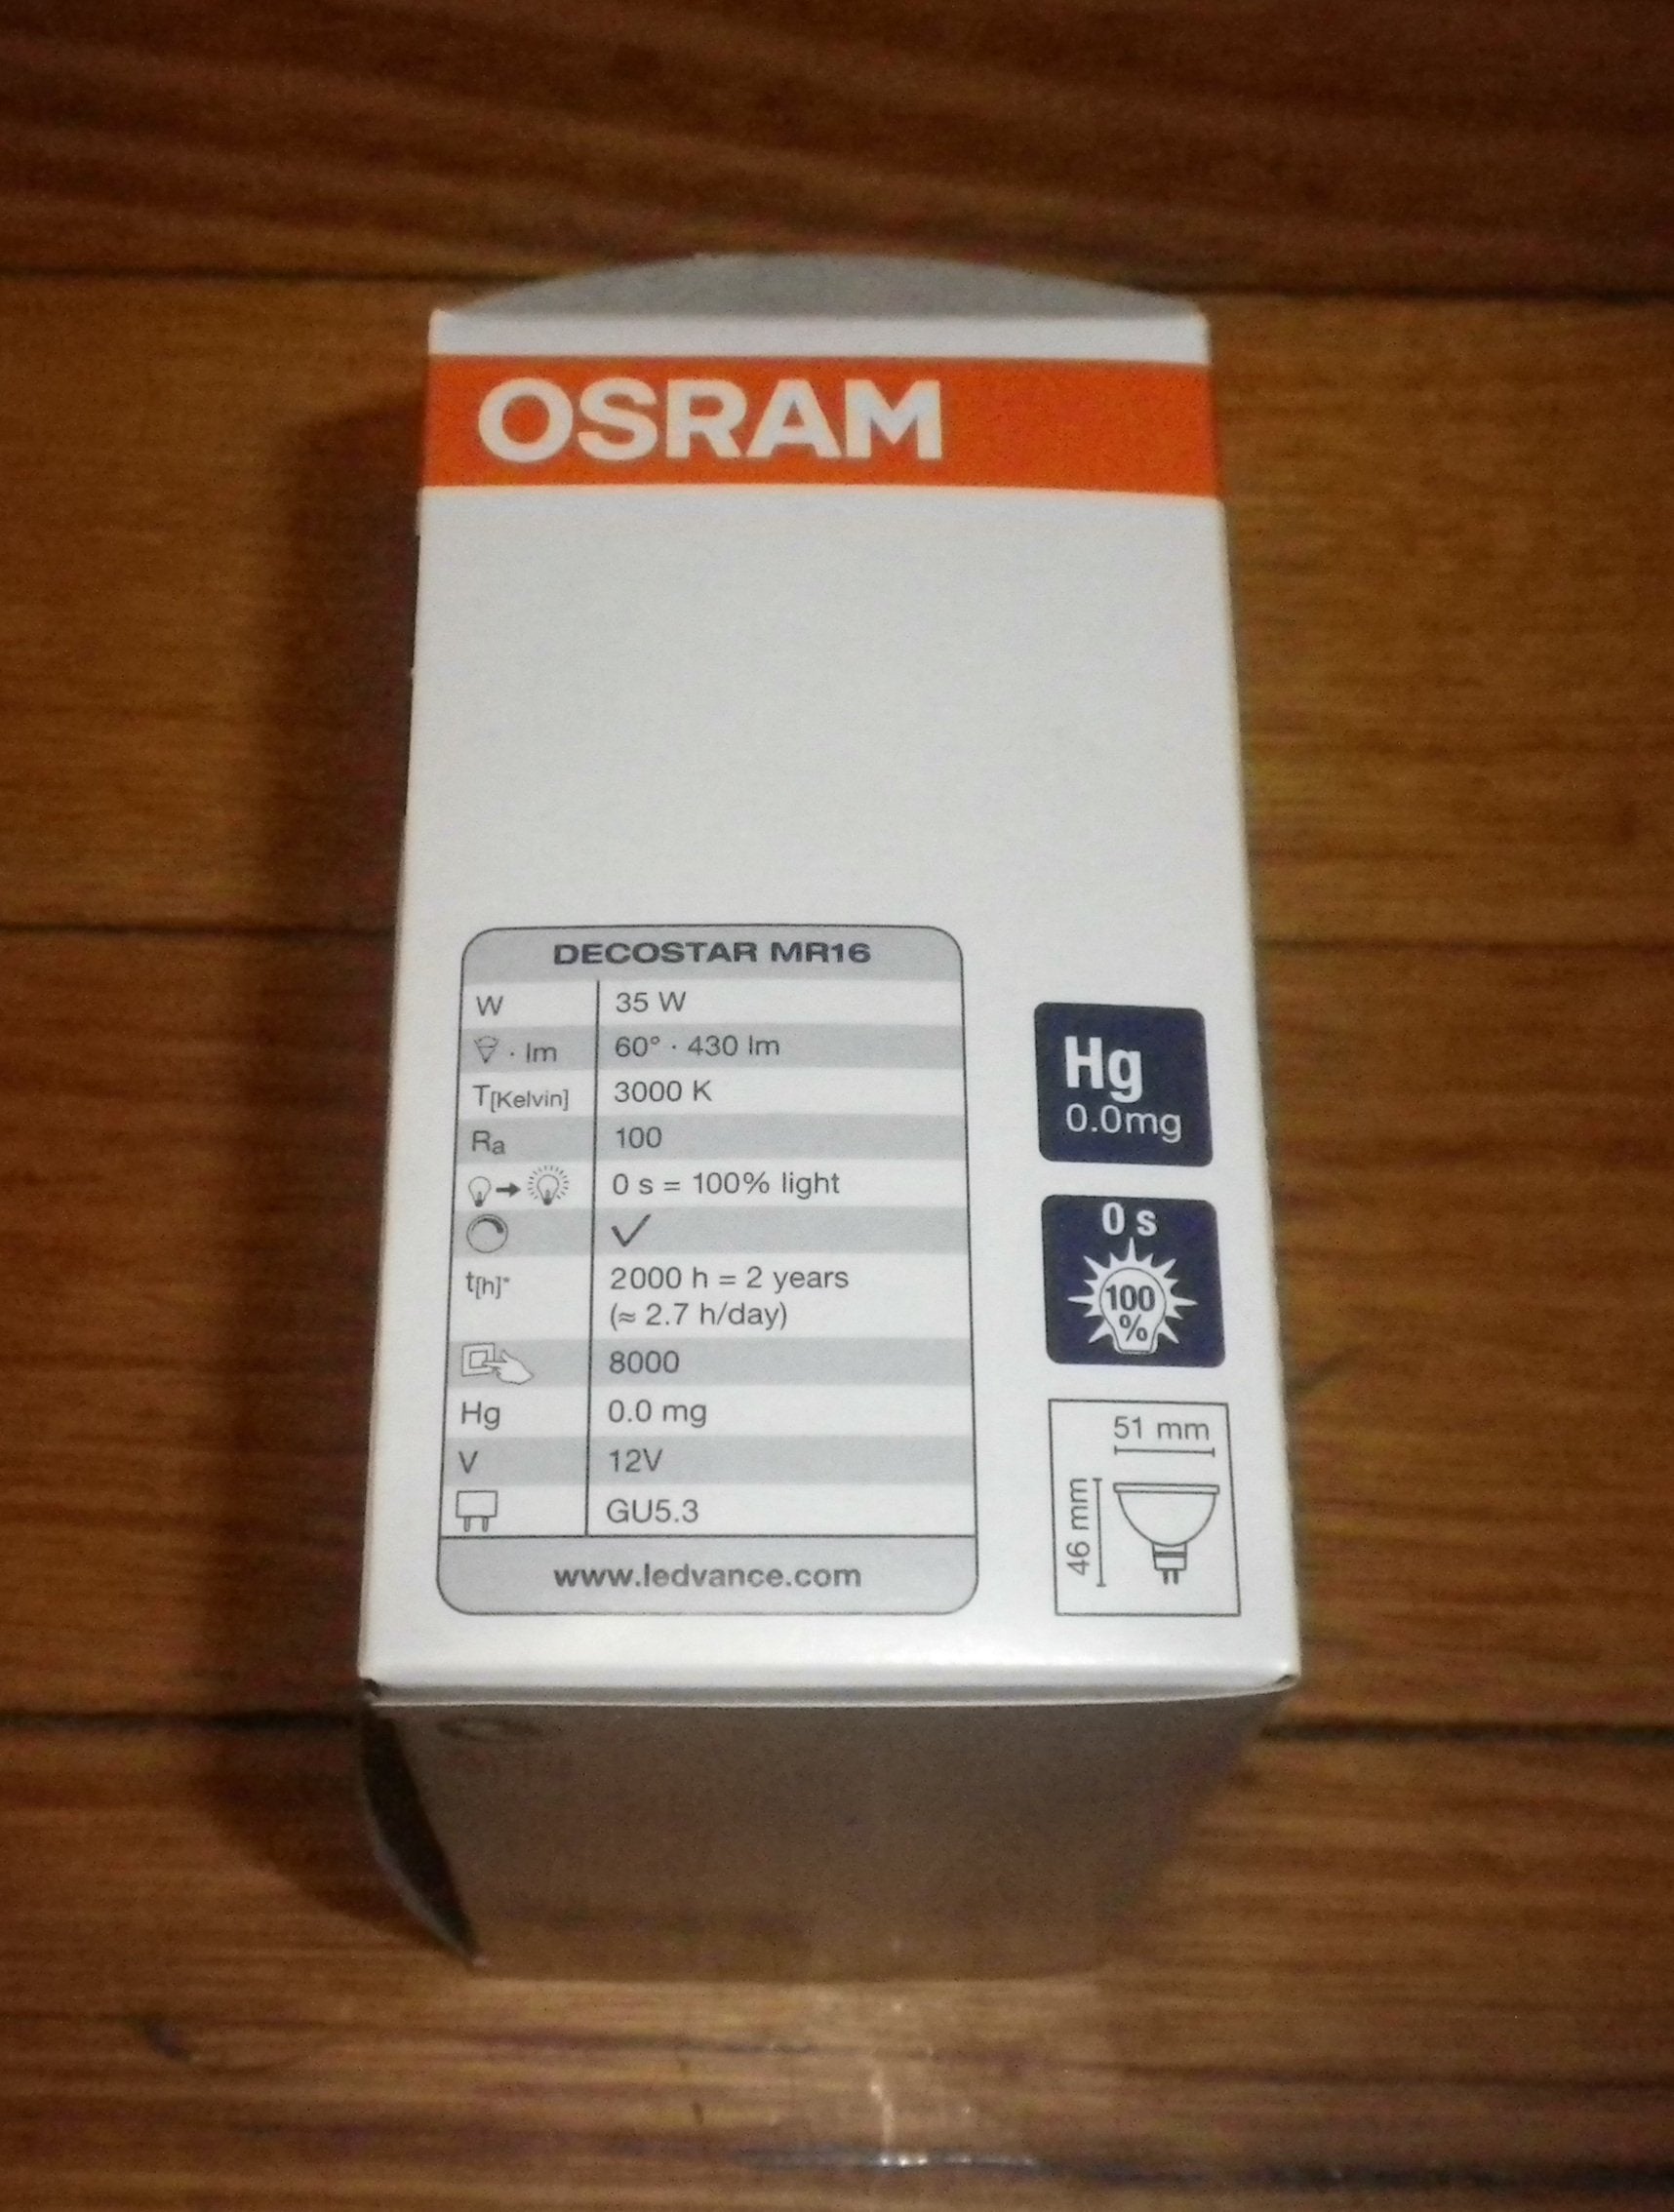 OSRAM
DECOSTAR MR16
W 35 W
· lm 60° · 430 lm
T[Kelvin] 3000 K
Ra 100
0 s = 100% light
✓
t[h]* 2000 h = 2 years
(≈ 2.7 h/day)
8000
Hg 0.0 mg
V 12V
GU5.3
www.ledvance.com
Hg
0.0mg
0 s
100
%
51 mm
46 mm